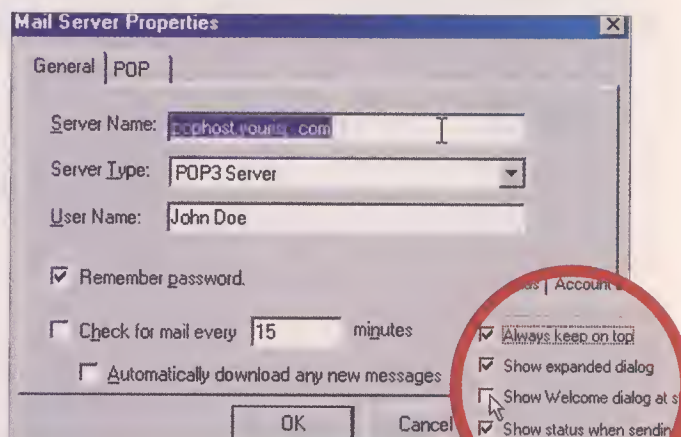 Mail Server Properties
General POP
Server Name: com
Server Type: POP3 Server
User Name: John Doe
Remember password.
Account
Check for mail every 15 minutes
Always keep on top
Show expanded dialog
Automatically download any new messages
Show Welcome dialog at
OK Cancel
Show status when